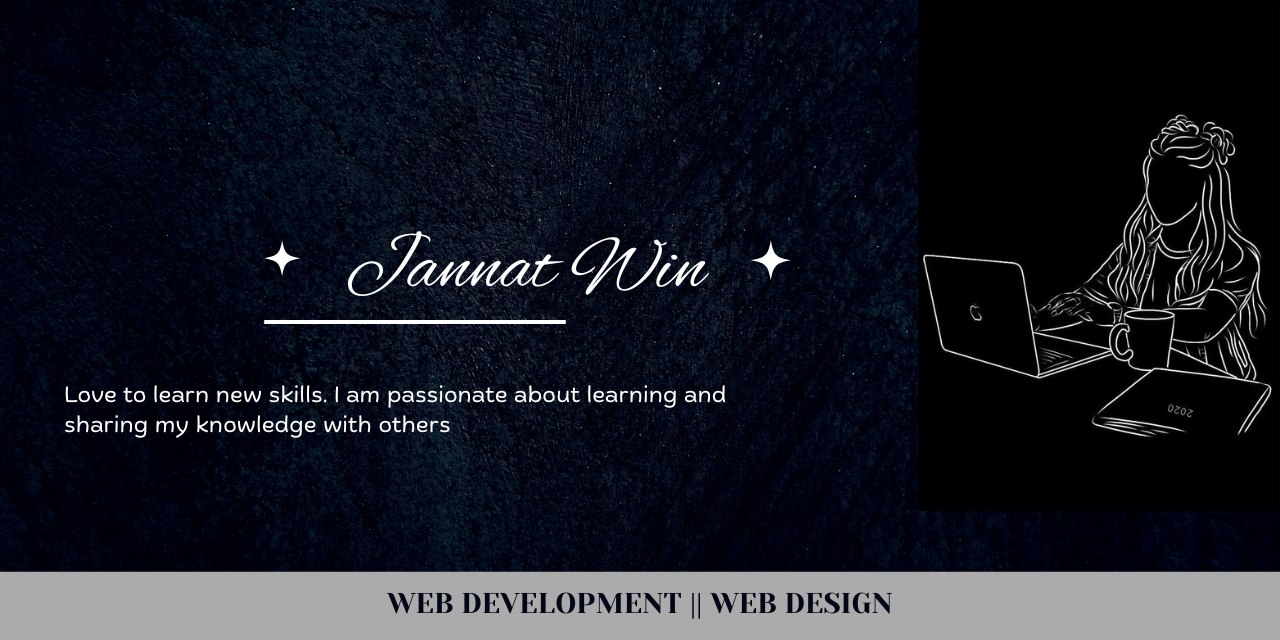 Jannat Win
Love to learn new skills. I am passionate about learning and
sharing my knowledge with others
2020
WEB DEVELOPMENT || WEB DESIGN